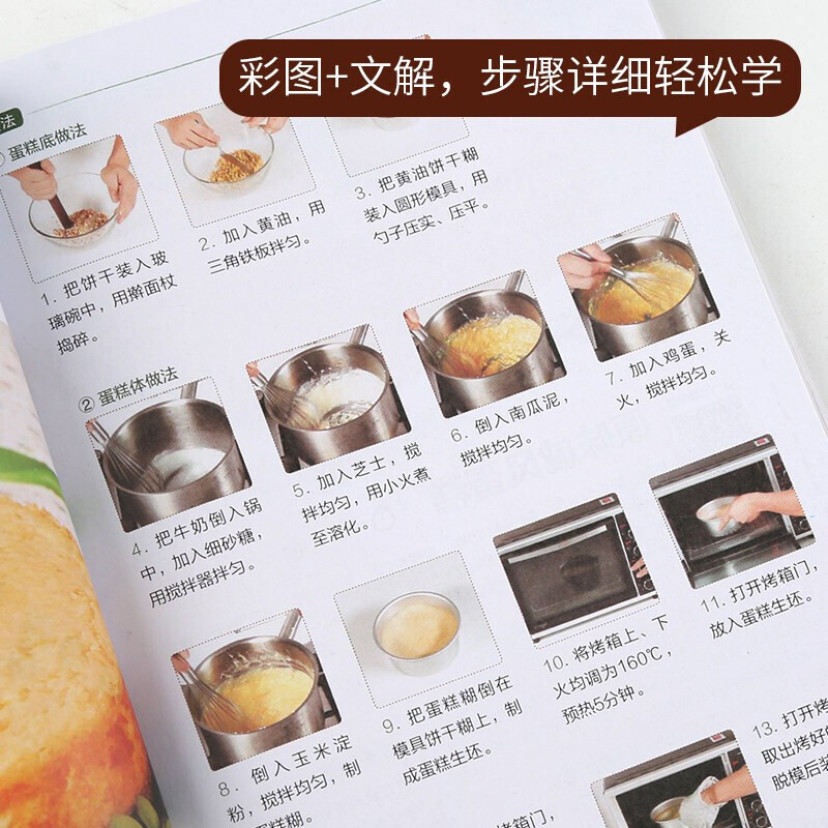 彩图+文解，步骤详细轻松学
法
蛋糕底做法
1. 把饼干装入玻
璃碗中，用擀面杖
捣碎。
2. 加入黄油，用
三角铁板拌匀。
3. 把黄油饼干糊
装入圆形模具，用
勺子压实、压平。
② 蛋糕体做法
4. 把牛奶倒入锅
中，加入细砂糖，
用搅拌器拌匀。
5. 加入芝士，搅
拌均匀，用小火煮
至溶化。
6. 倒入南瓜泥，
搅拌均匀。
7. 加入鸡蛋，关
火，搅拌均匀。
8. 倒入玉米淀
粉，搅拌均匀，制
蛋糕糊。
9. 把蛋糕糊倒在
模具饼干糊上，制
成蛋糕生坯。
10. 将烤箱上、下
火均调为160℃，
预热5分钟。
11. 打开烤箱门，
放入蛋糕生坯。
烤箱门，
13. 打开烤
取出烤好
脱模后装